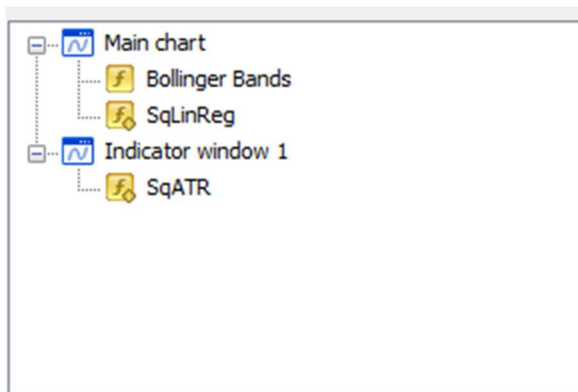 Main chart
Bollinger Bands
SqLinReg
Indicator window 1
SqATR